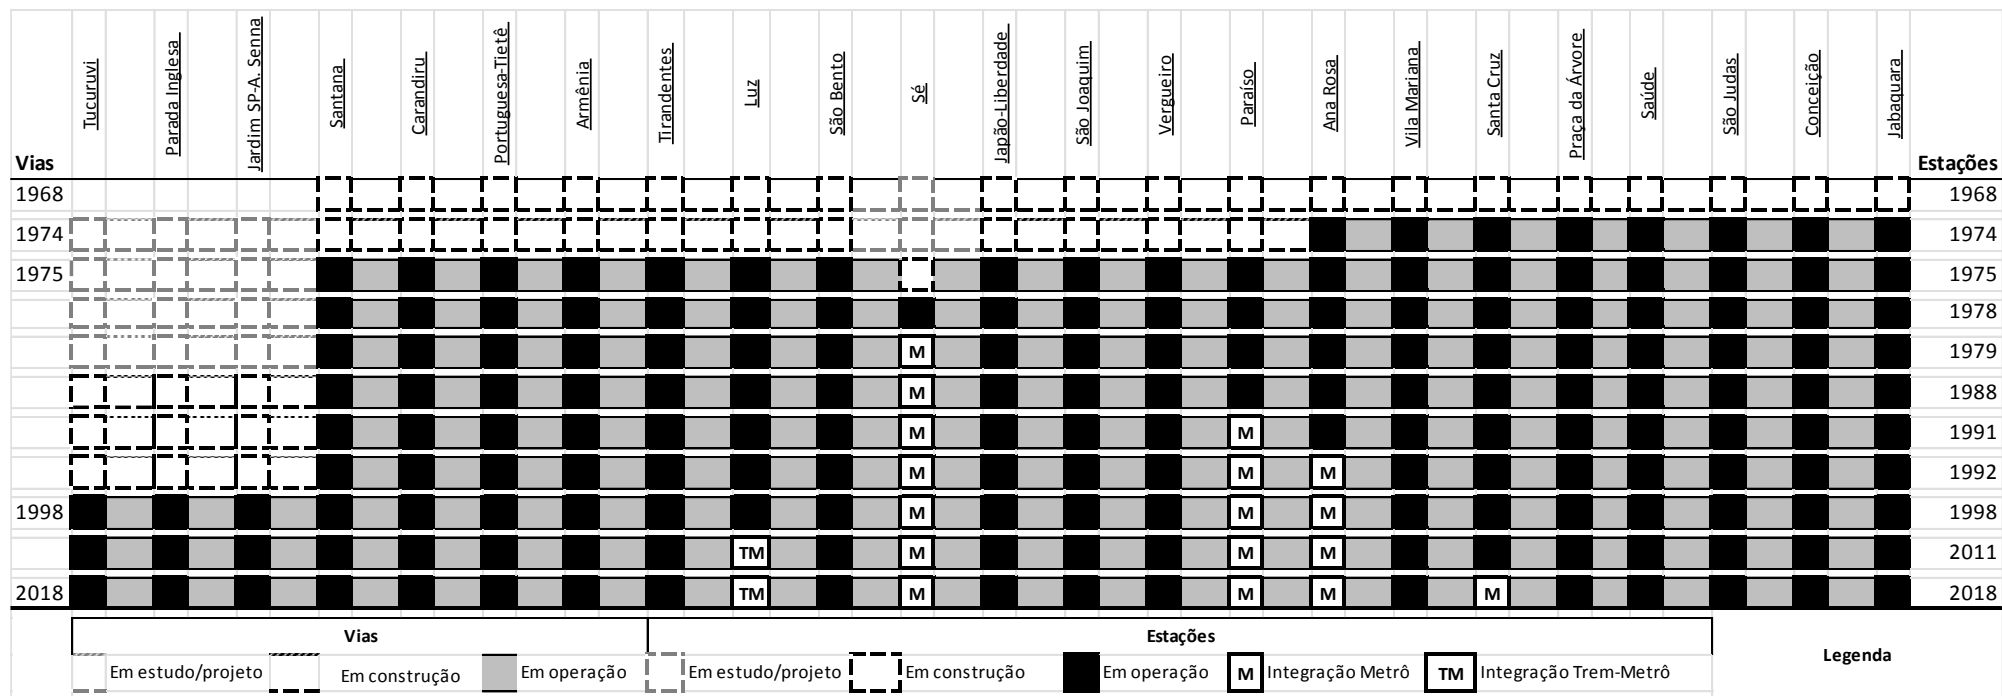 Tucuruvi
Parada Inglesa
Jardim SP-A. Senna
Santana
Carandiru
Portuguesa-Tietê
Armênia
Tirandentes
Luz
São Bento
Sé
Japão-Liberdade
São Joaquim
Vergueiro
Paraíso
Ana Rosa
Vila Mariana
Santa Cruz
Praça da Árvore
Saúde
São Judas
Conceição
Jabaquara
Vias Estações
1968 1968
1974 1974
1975 1975
1978
M 1979
M 1988
M M 1991
M M M 1992
1998 M M M 1998
TM M M M 2011
2018 TM M M M M 2018
Vias Estações
Em estudo/projeto Em construção Em operação Em estudo/projeto Em construção Em operação M Integração Metrô TM Integração Trem-Metrô Legenda